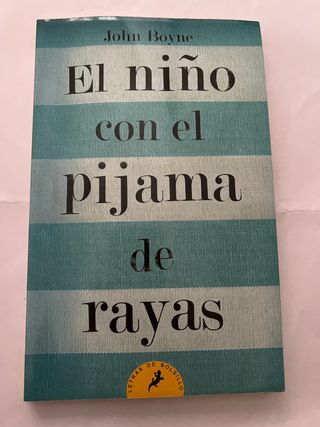 John Boyne
El niño
con el
pijama
de
rayas
LETRAS DE BOLSILLO